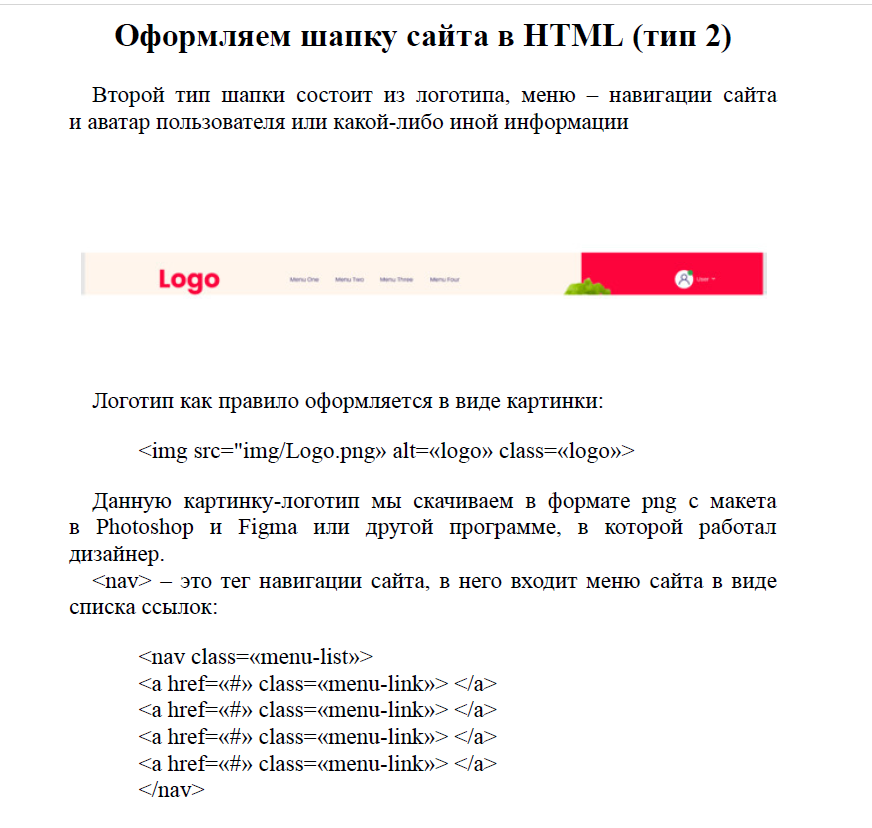 Оформляем шапку сайта в HTML (тип 2)
Второй тип шапки состоит из логотипа, меню – навигации сайта
и аватар пользователя или какой-либо иной информации
Logo Menu One Menu Two Menu Three Menu Four User
Логотип как правило оформляется в виде картинки:
<img src="img/Logo.png» alt=«logo» class=«logo»>
Данную картинку-логотип мы скачиваем в формате png с макета
в Photoshop и Figma или другой программе, в которой работал
дизайнер.
<nav> – это тег навигации сайта, в него входит меню сайта в виде
списка ссылок:
<nav class=«menu-list»>
<a href=«#» class=«menu-link»> </a>
<a href=«#» class=«menu-link»> </a>
<a href=«#» class=«menu-link»> </a>
<a href=«#» class=«menu-link»> </a>
</nav>